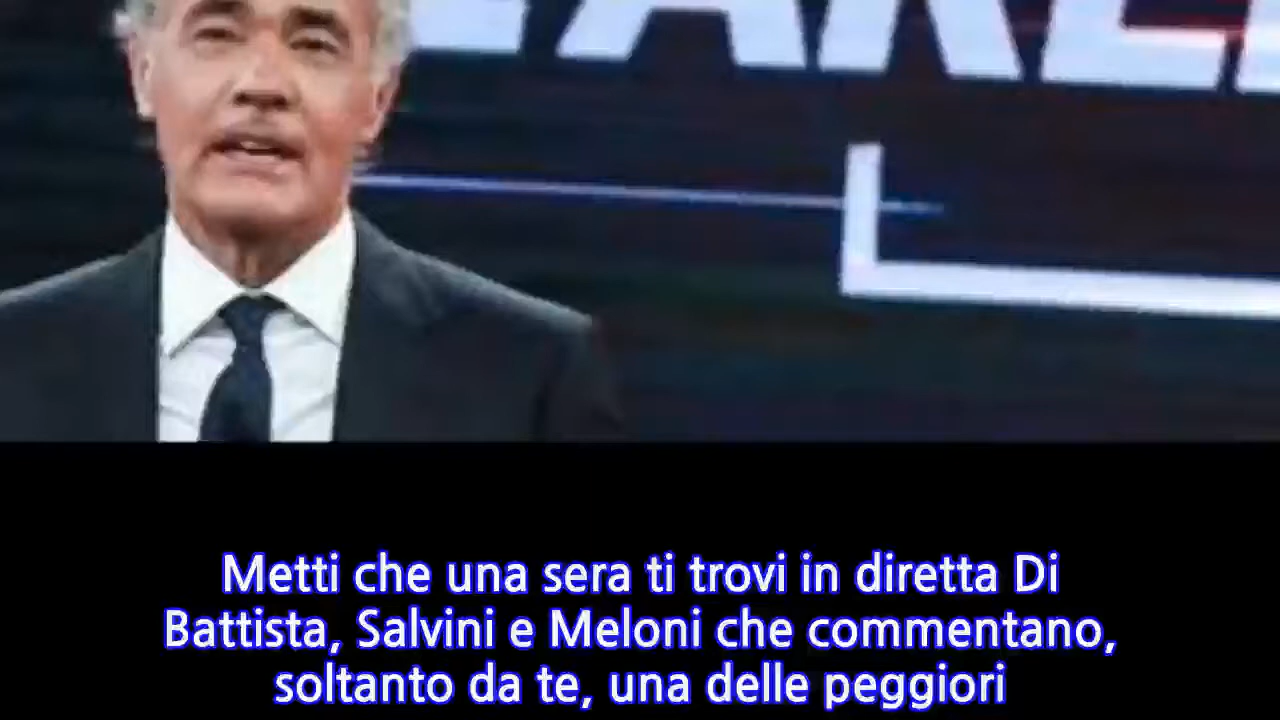 Metti che una sera ti trovi in diretta Di
Battista, Salvini e Meloni che commentano,
soltanto da te, una delle peggiori